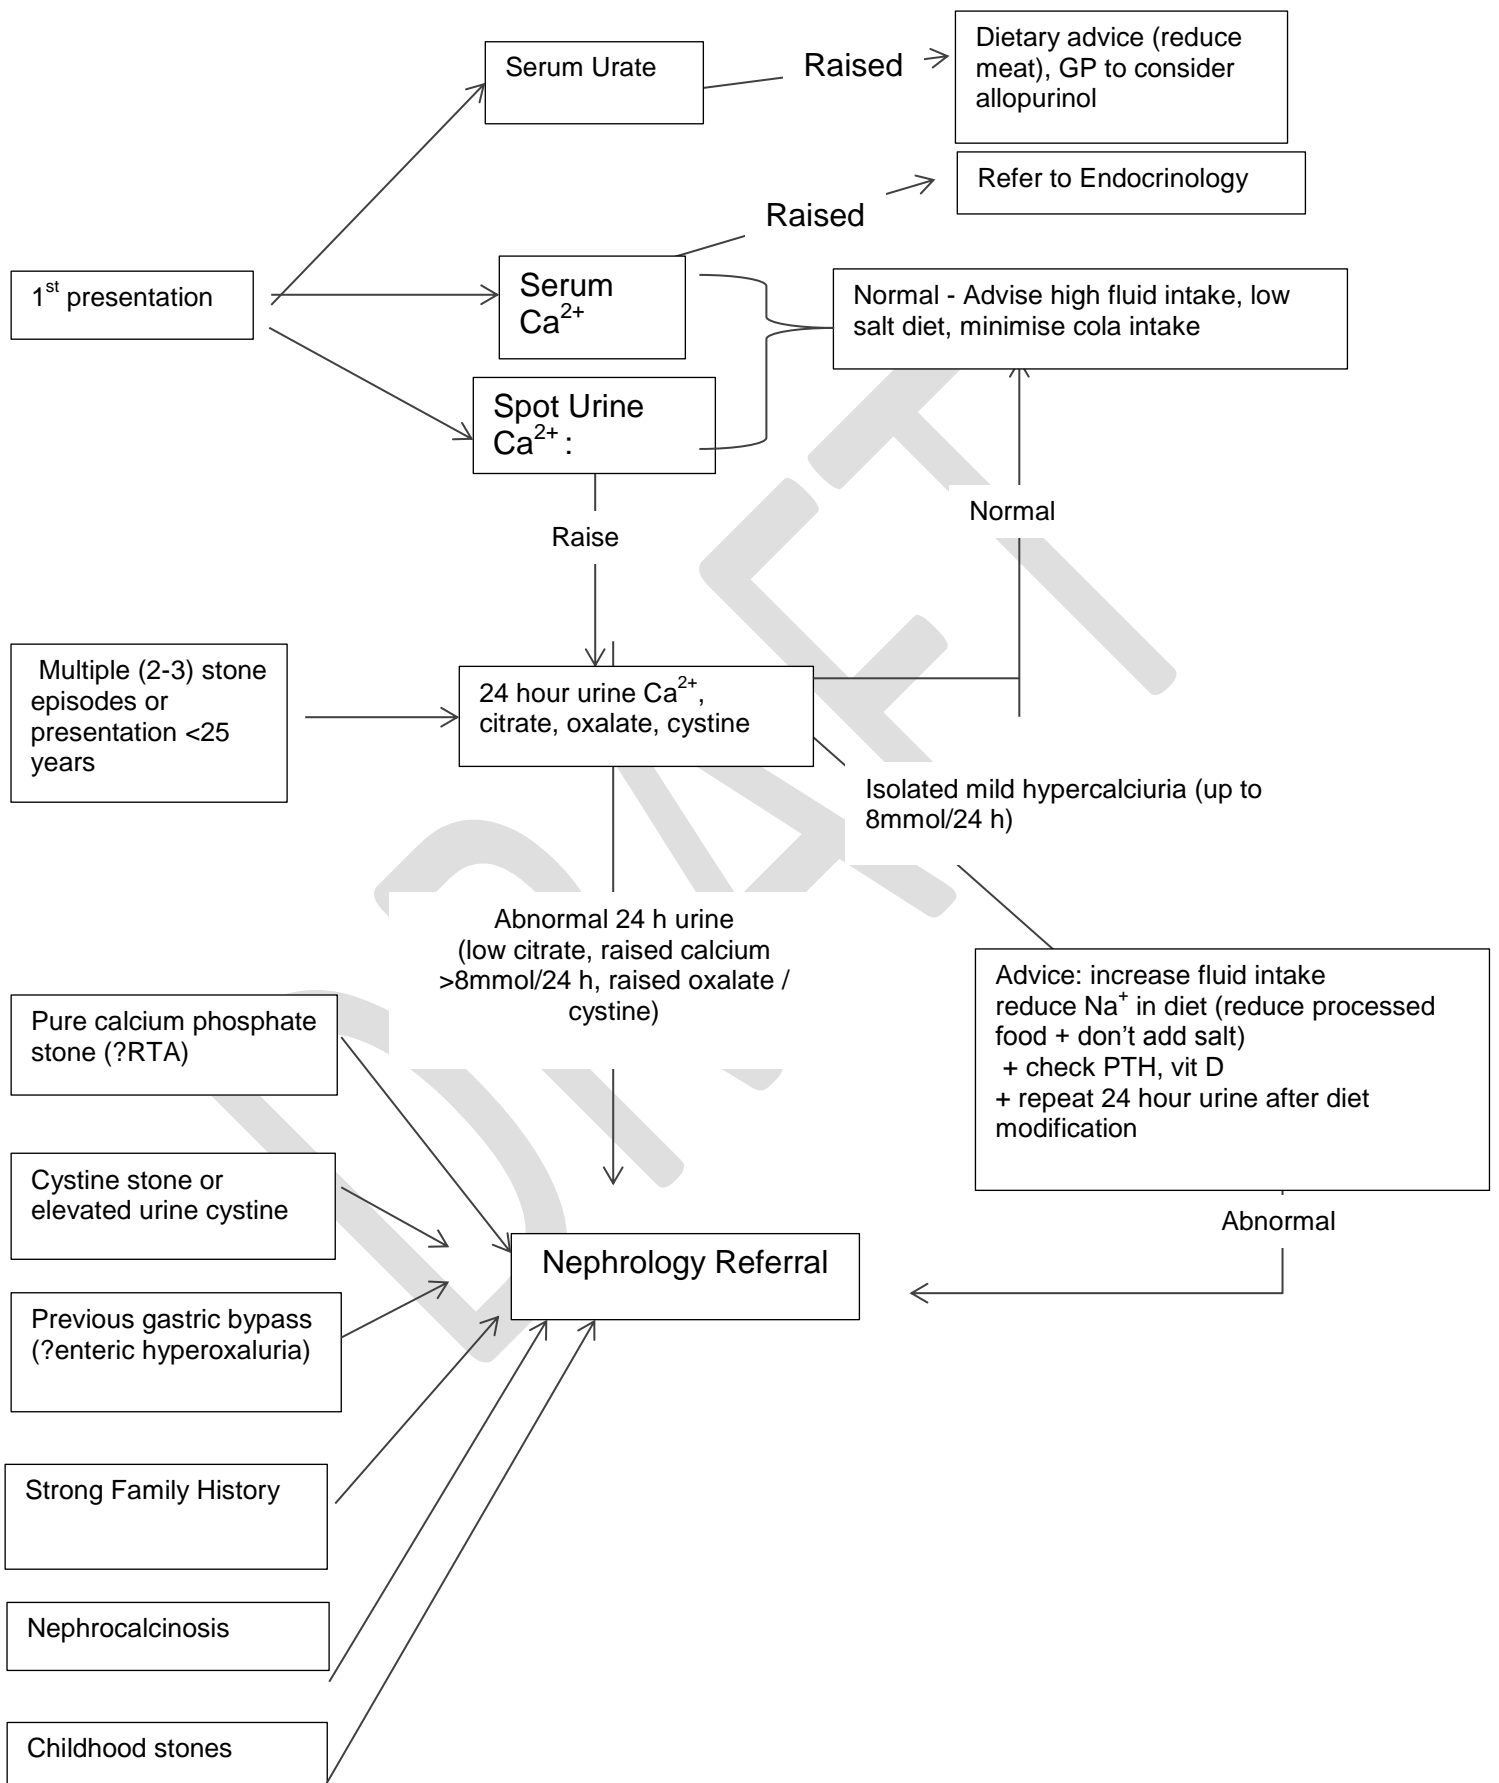 Serum Urate
Raised
Dietary advice (reduce
meat), GP to consider
allopurinol
Refer to Endocrinology
Raised
1st presentation
Serum
Ca2+
Normal - Advise high fluid intake, low
salt diet, minimise cola intake
Spot Urine
Ca2+ :
Normal
Raise
Multiple (2-3) stone
episodes or
presentation <25
years
24 hour urine Ca2+,
citrate, oxalate, cystine
Isolated mild hypercalciuria (up to
8mmol/24 h)
Abnormal 24 h urine
(low citrate, raised calcium
>8mmol/24 h, raised oxalate /
cystine)
Advice: increase fluid intake
reduce Na+ in diet (reduce processed
food + don’t add salt)
+ check PTH, vit D
+ repeat 24 hour urine after diet
modification
Pure calcium phosphate
stone (?RTA)
Cystine stone or
elevated urine cystine
Abnormal
Nephrology Referral
Previous gastric bypass
(?enteric hyperoxaluria)
Strong Family History
Nephrocalcinosis
Childhood stones
DRAFT